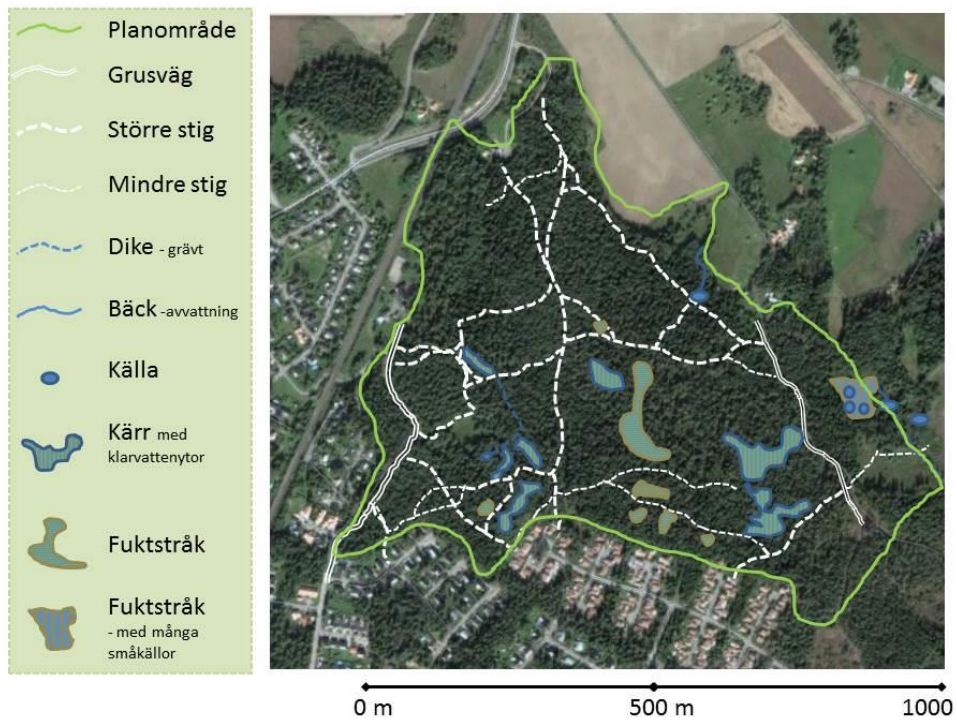 Planområde
Grusväg
Större stig
Mindre stig
Dike - grävt
Bäck -avvattning
Källa
Kärr med
klarvattenytor
Fuktstråk
Fuktstråk
- med många
småkällor
0 m 500 m 1000